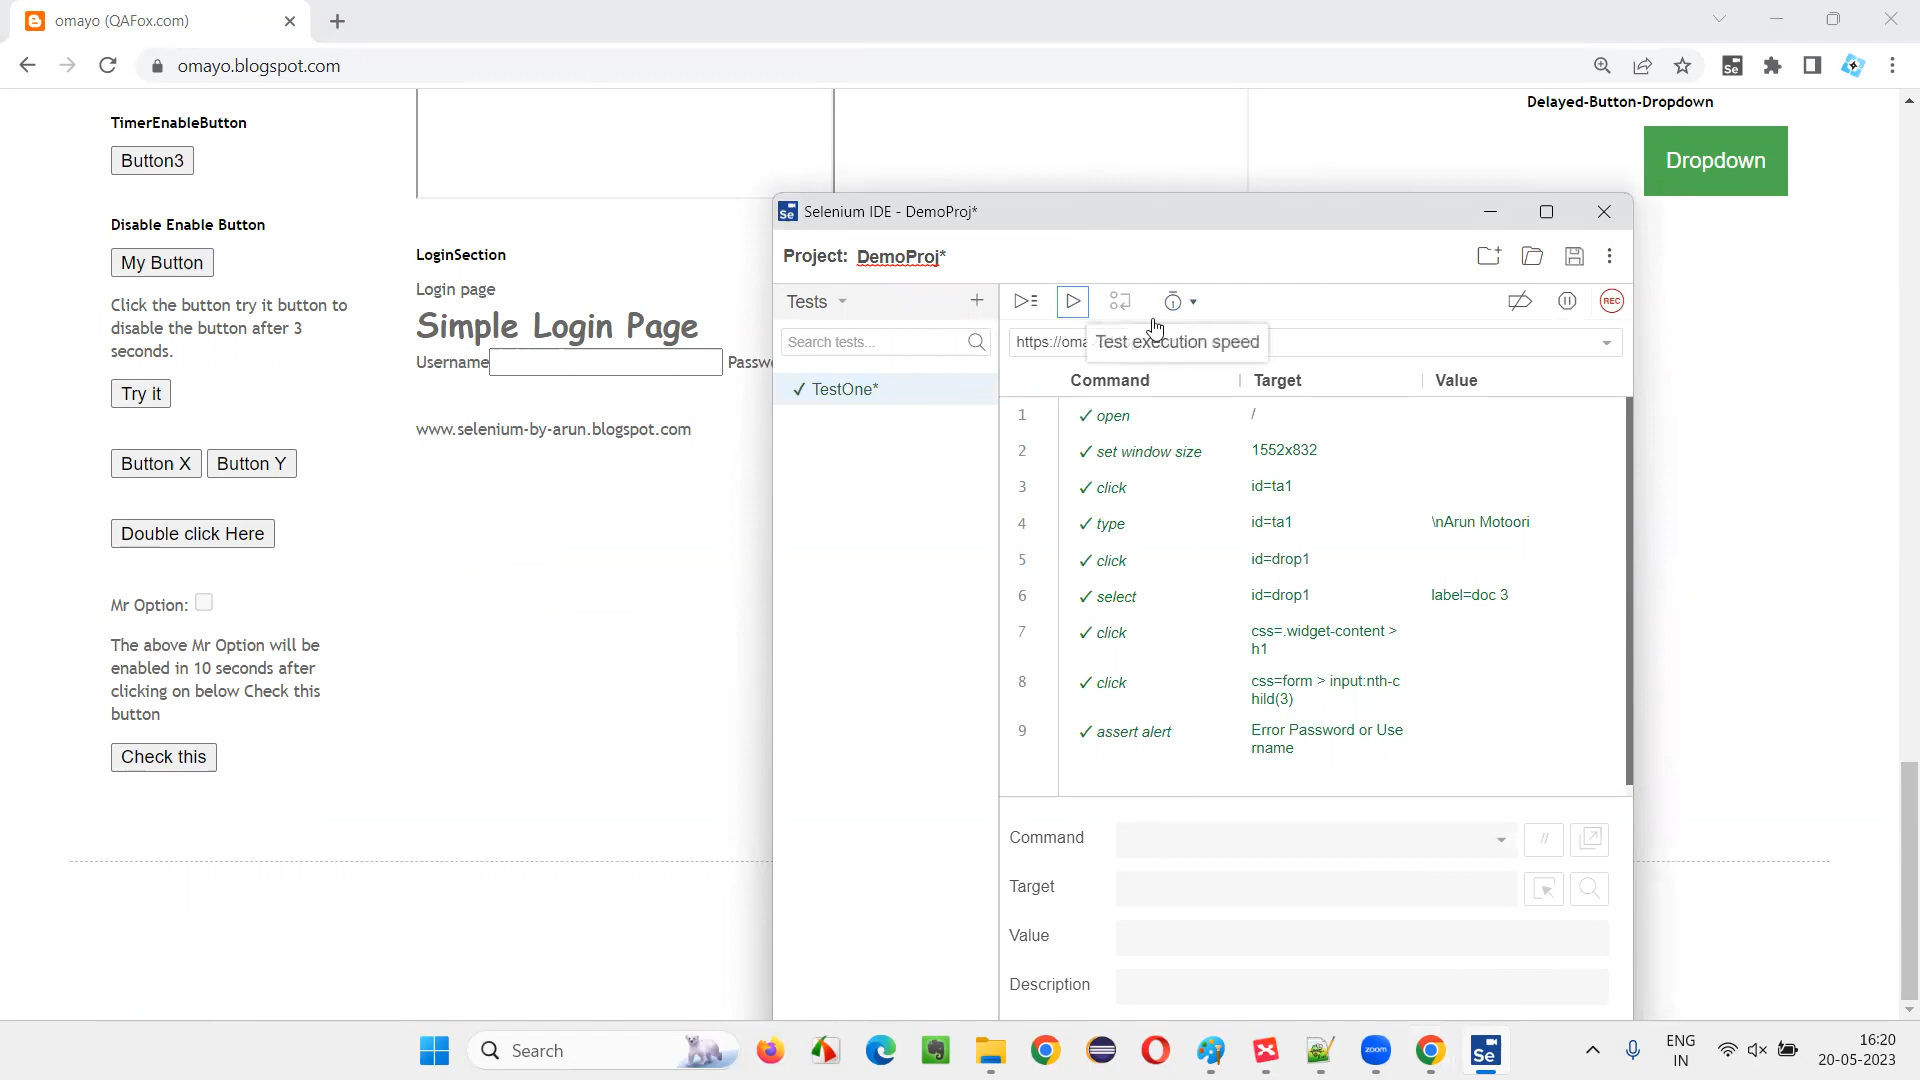 omayo (QAFox.com)
omayo.blogspot.com
Se
TimerEnableButton
Button3
Disable Enable Button
My Button
Click the button try it button to
disable the button after 3
seconds.
Try it
Button X
Button Y
Double click Here
Mr Option:
The above Mr Option will be
enabled in 10 seconds after
clicking on below Check this
button
Check this
LoginSection
Login page
Simple Login Page
Username
Passw
www.selenium-by-arun.blogspot.com
Delayed-Button-Dropdown
Dropdown
Se
Selenium IDE - DemoProj*
Project: DemoProj*
Tests
REC
Search tests...
https://oma
Test execution speed
✓ TestOne*
Command Target Value
1 ✓ open /
2 ✓ set window size 1552x832
3 ✓ click id=ta1
4 ✓ type id=ta1 \nArun Motoori
5 ✓ click id=drop1
6 ✓ select id=drop1 label=doc 3
7 ✓ click css=.widget-content >
h1
8 ✓ click css=form > input:nth-c
hild(3)
9 ✓ assert alert Error Password or Use
rname
Command
//
Target
Value
Description
Search
zoom
Se
ENG
IN
16:20
20-05-2023